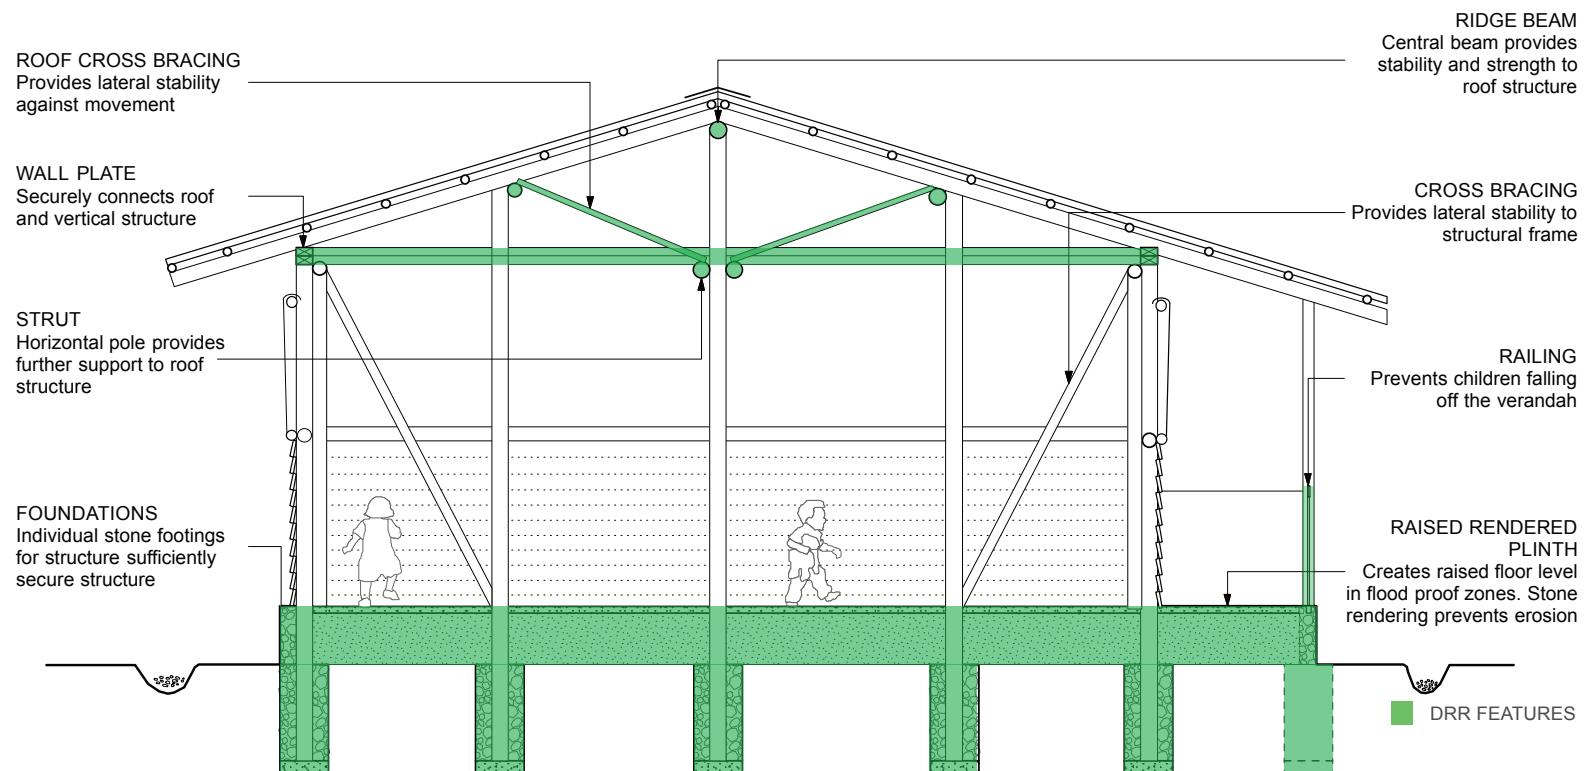 ROOF CROSS BRACING
Provides lateral stability
against movement
WALL PLATE
Securely connects roof
and vertical structure
STRUT
Horizontal pole provides
further support to roof
structure
FOUNDATIONS
Individual stone footings
for structure sufficiently
secure structure
RIDGE BEAM
Central beam provides
stability and strength to
roof structure
CROSS BRACING
Provides lateral stability to
structural frame
RAILING
Prevents children falling
off the verandah
RAISED RENDERED
PLINTH
Creates raised floor level
in flood proof zones. Stone
rendering prevents erosion
DRR FEATURES